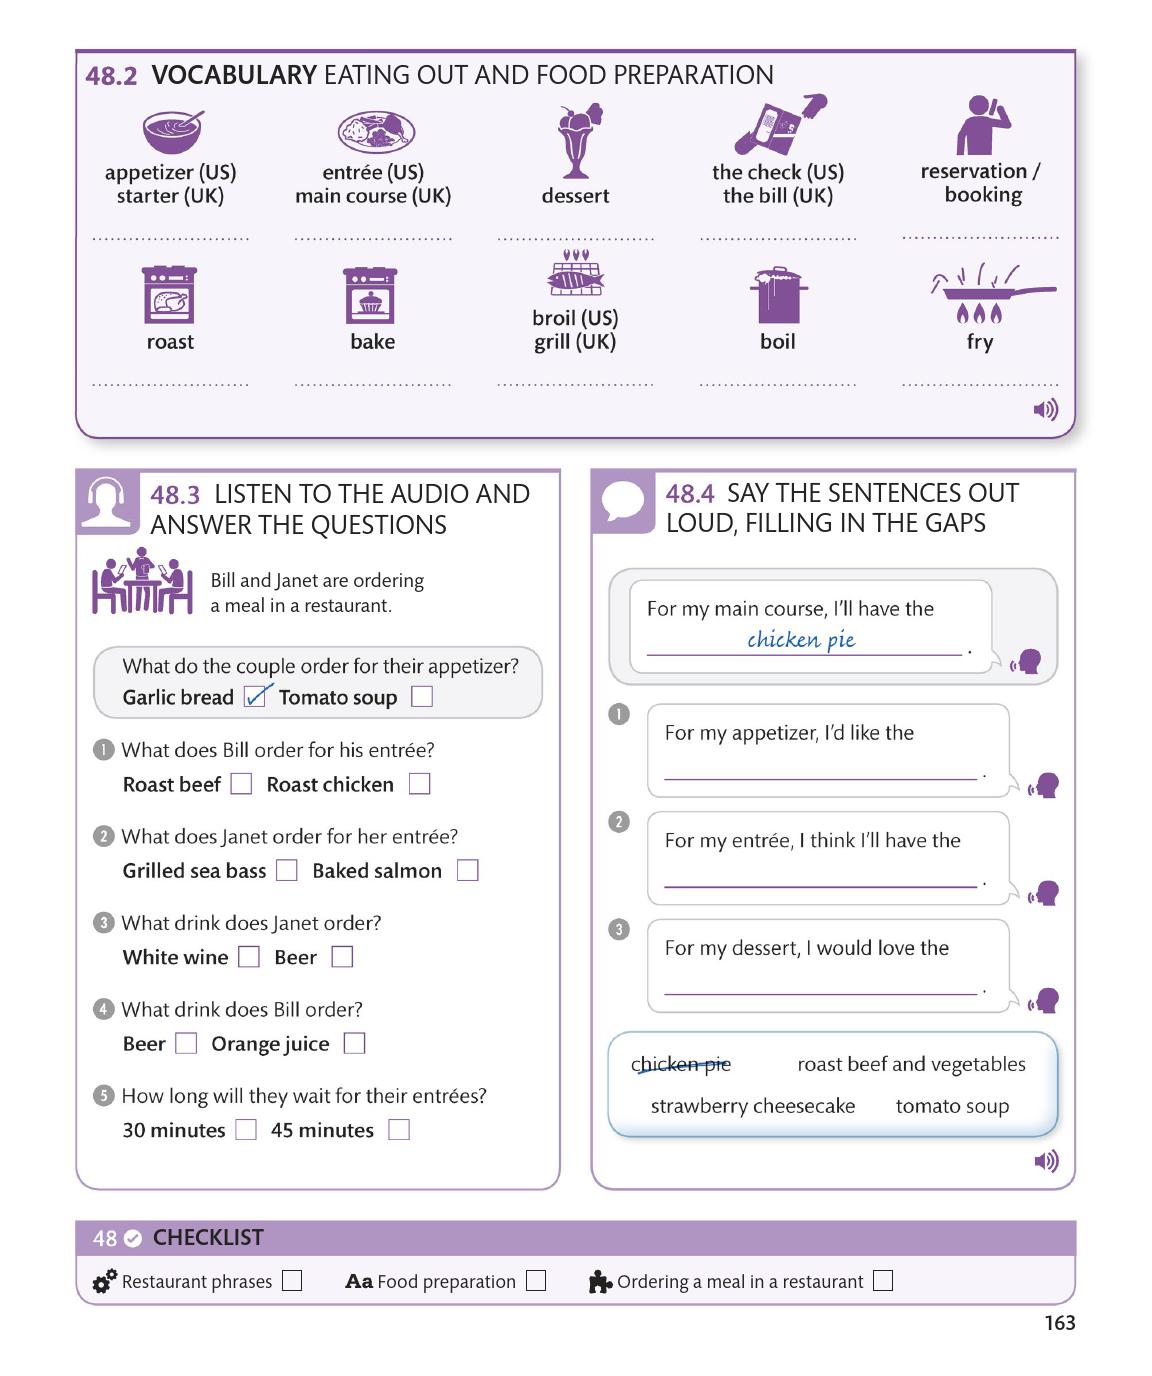 48.2 VOCABULARY EATING OUT AND FOOD PREPARATION
appetizer (US)
starter (UK)
entrée (US)
main course (UK)
dessert
the check (US)
the bill (UK)
reservation /
booking
roast
bake
broil (US)
grill (UK)
boil
fry
48.3 LISTEN TO THE AUDIO AND
ANSWER THE QUESTIONS
Bill and Janet are ordering
a meal in a restaurant.
What do the couple order for their appetizer?
Garlic bread Tomato soup
1 What does Bill order for his entrée?
Roast beef Roast chicken
2 What does Janet order for her entrée?
Grilled sea bass Baked salmon
3 What drink does Janet order?
White wine Beer
4 What drink does Bill order?
Beer Orange juice
5 How long will they wait for their entrées?
30 minutes 45 minutes
48.4 SAY THE SENTENCES OUT
LOUD, FILLING IN THE GAPS
For my main course, I'll have the
chicken pie .
1 For my appetizer, I'd like the
.
2 For my entrée, I think I'll have the
.
3 For my dessert, I would love the
.
chicken pie roast beef and vegetables
strawberry cheesecake tomato soup
48 CHECKLIST
Restaurant phrases Aa Food preparation Ordering a meal in a restaurant
163